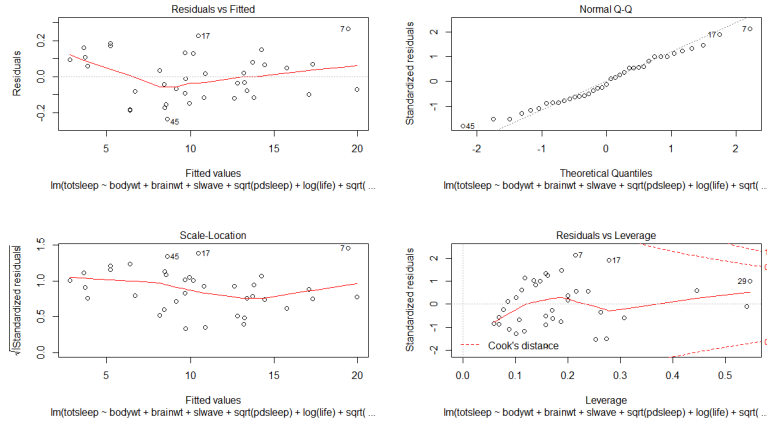 Residuals vs Fitted
Residuals
0.2
0.0
-0.2
17
7
45
5
10
15
20
Fitted values
lm(totsleep ~ bodywt + brainwt + slwave + sqrt(pdsleep) + log(life) + sqrt( ...
Normal Q-Q
Standardized residuals
2
1
0
-1
17
7
45
-2
-1
0
1
2
Theoretical Quantiles
lm(totsleep ~ bodywt + brainwt + slwave + sqrt(pdsleep) + log(life) + sqrt( ...
Scale-Location
√|Standardized residuals|
1.5
1.0
0.5
0.0
45
17
7
5
10
15
20
Fitted values
lm(totsleep ~ bodywt + brainwt + slwave + sqrt(pdsleep) + log(life) + sqrt( ...
Residuals vs Leverage
Standardized residuals
2
1
0
-1
-2
7
17
29
Cook's distance
0.0
0.1
0.2
0.3
0.4
0.5
Leverage
lm(totsleep ~ bodywt + brainwt + slwave + sqrt(pdsleep) + log(life) + sqrt( ...